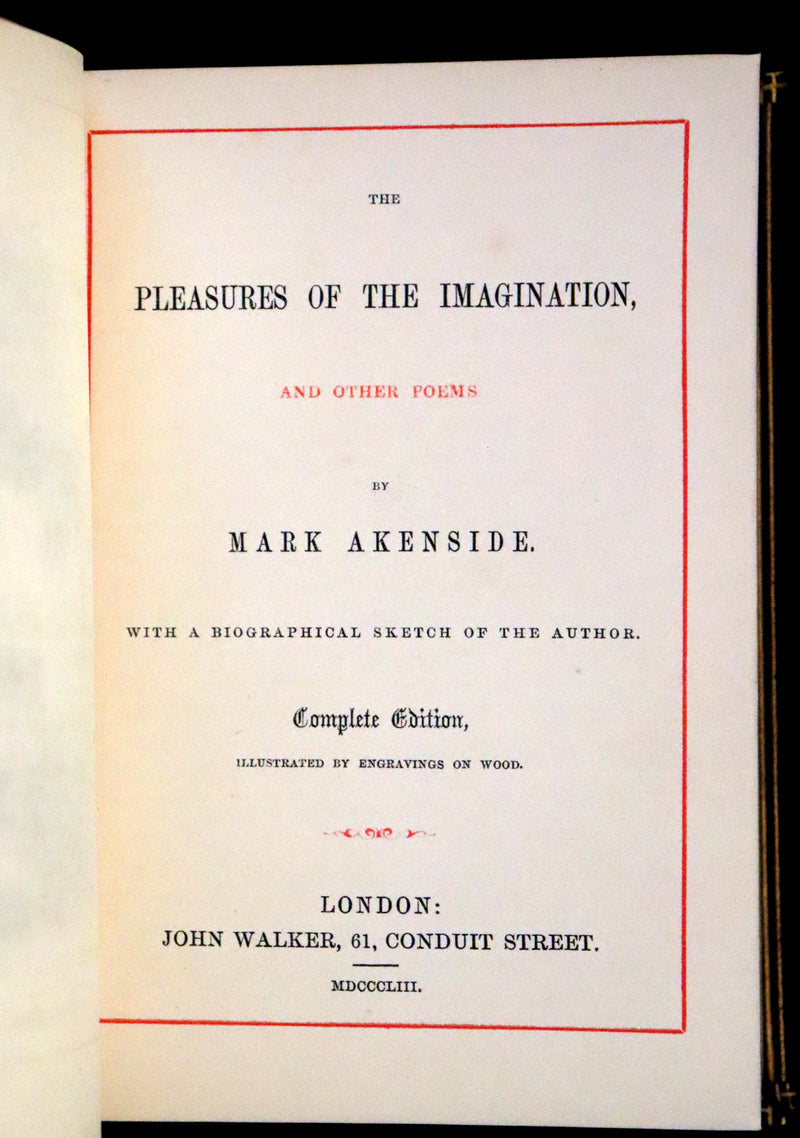 THE
PLEASURES OF THE IMAGINATION,
AND OTHER POEMS
BY
MARK AKENSIDE.
WITH A BIOGRAPHICAL SKETCH OF THE AUTHOR.
Complete Edition,
ILLUSTRATED BY ENGRAVINGS ON WOOD.
LONDON:
JOHN WALKER, 61, CONDUIT STREET.
MDCCCLIII.